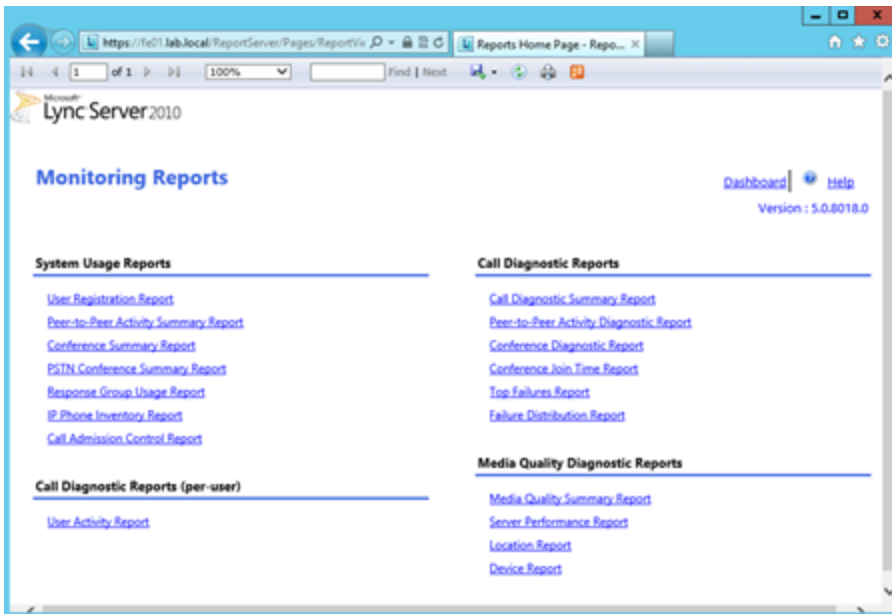 https://fe01.lab.local/ReportServer/Pages/ReportVi
Reports Home Page - Repo...
1 of 1
100%
Find | Next
Microsoft
Lync Server 2010
Monitoring Reports
Dashboard
Help
Version : 5.0.8018.0
System Usage Reports
User Registration Report
Peer-to-Peer Activity Summary Report
Conference Summary Report
PSTN Conference Summary Report
Response Group Usage Report
IP Phone Inventory Report
Call Admission Control Report
Call Diagnostic Reports (per-user)
User Activity Report
Call Diagnostic Reports
Call Diagnostic Summary Report
Peer-to-Peer Activity Diagnostic Report
Conference Diagnostic Report
Conference Join Time Report
Top Failures Report
Failure Distribution Report
Media Quality Diagnostic Reports
Media Quality Summary Report
Server Performance Report
Location Report
Device Report